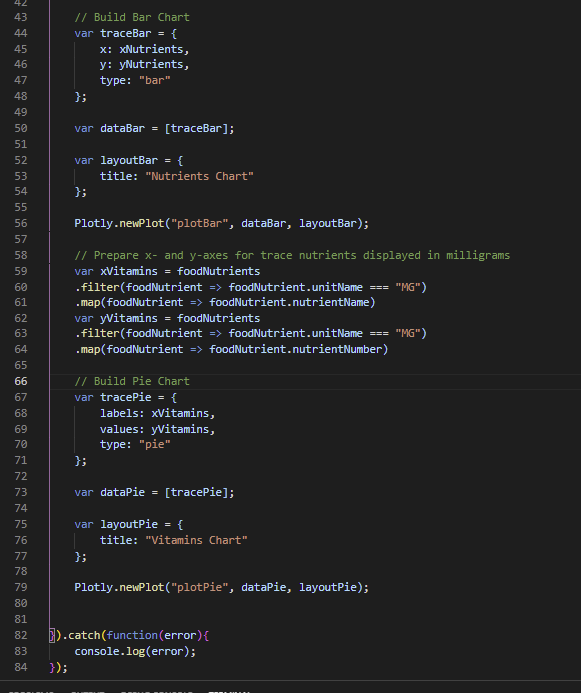 42
43 // Build Bar Chart
44 var traceBar = {
45 x: xNutrients,
46 y: yNutrients,
47 type: "bar"
48 };
49
50 var dataBar = [traceBar];
51
52 var layoutBar = {
53 title: "Nutrients Chart"
54 };
55
56 Plotly.newPlot("plotBar", dataBar, layoutBar);
57
58 // Prepare x- and y-axes for trace nutrients displayed in milligrams
59 var xVitamins = foodNutrients
60 .filter(foodNutrient => foodNutrient.unitName === "MG")
61 .map(foodNutrient => foodNutrient.nutrientName)
62 var yVitamins = foodNutrients
63 .filter(foodNutrient => foodNutrient.unitName === "MG")
64 .map(foodNutrient => foodNutrient.nutrientNumber)
65
66 // Build Pie Chart
67 var tracePie = {
68 labels: xVitamins,
69 values: yVitamins,
70 type: "pie"
71 };
72
73 var dataPie = [tracePie];
74
75 var layoutPie = {
76 title: "Vitamins Chart"
77 };
78
79 Plotly.newPlot("plotPie", dataPie, layoutPie);
80
81
82 }).catch(function(error){
83 console.log(error);
84 });